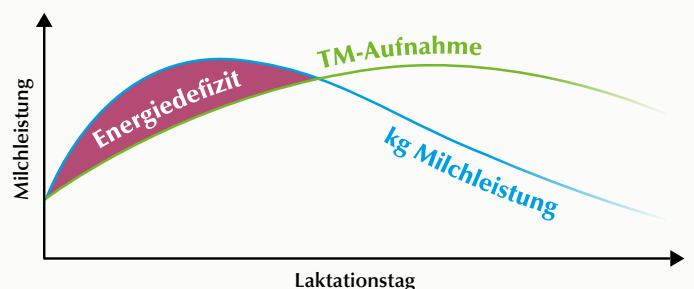 TM-Aufnahme
Energiedefizit
kg Milchleistung
Milchleistung
Laktationstag